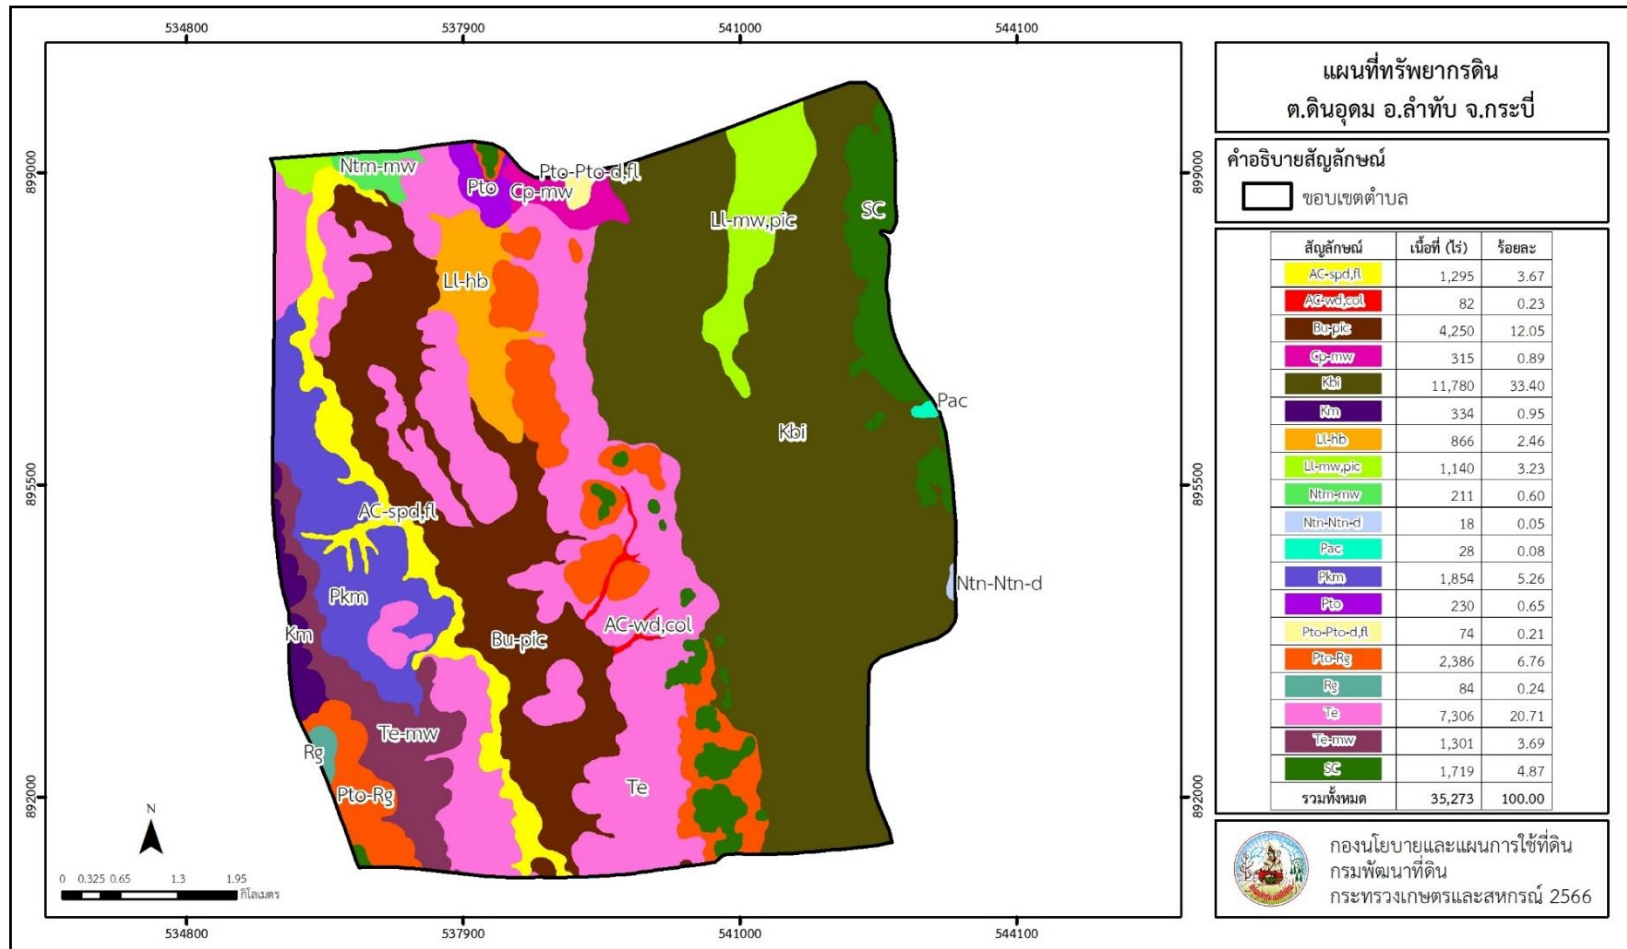 534800 537900 541000 544100
899000
895500
892000
899000
895500
892000
534800 537900 541000 544100
Ntm-mw
Pto-Pto-d,fl
Pto
Cp-mw
Ll-mw,pic
SC
Ll-hb
Pac
Kbi
AC-spd,fl
Ntn-Ntn-d
Pkm
AC-wd,col
Km
Bu-pic
Te-mw
Rg
Te
Pto-Rg
N
0 0.325 0.65 1.3 1.95
กิโลเมตร
แผนที่ทรัพยากรดิน
ต.ดินอุดม อ.ลำทับ จ.กระบี่
คำอธิบายสัญลักษณ์
ขอบเขตตำบล
สัญลักษณ์ เนื้อที่ (ไร่) ร้อยละ
AC-spd,fl 1,295 3.67
AC-wd,col 82 0.23
Bu-pic 4,250 12.05
Cp-mw 315 0.89
Kbi 11,780 33.40
Km 334 0.95
Ll-hb 866 2.46
Ll-mw,pic 1,140 3.23
Ntm-mw 211 0.60
Ntn-Ntn-d 18 0.05
Pac 28 0.08
Pkm 1,854 5.26
Pto 230 0.65
Pto-Pto-d,fl 74 0.21
Pto-Rg 2,386 6.76
Rg 84 0.24
Te 7,306 20.71
Te-mw 1,301 3.69
SC 1,719 4.87
รวมทั้งหมด 35,273 100.00
กองนโยบายและแผนการใช้ที่ดิน
กรมพัฒนาที่ดิน
กระทรวงเกษตรและสหกรณ์ 2566